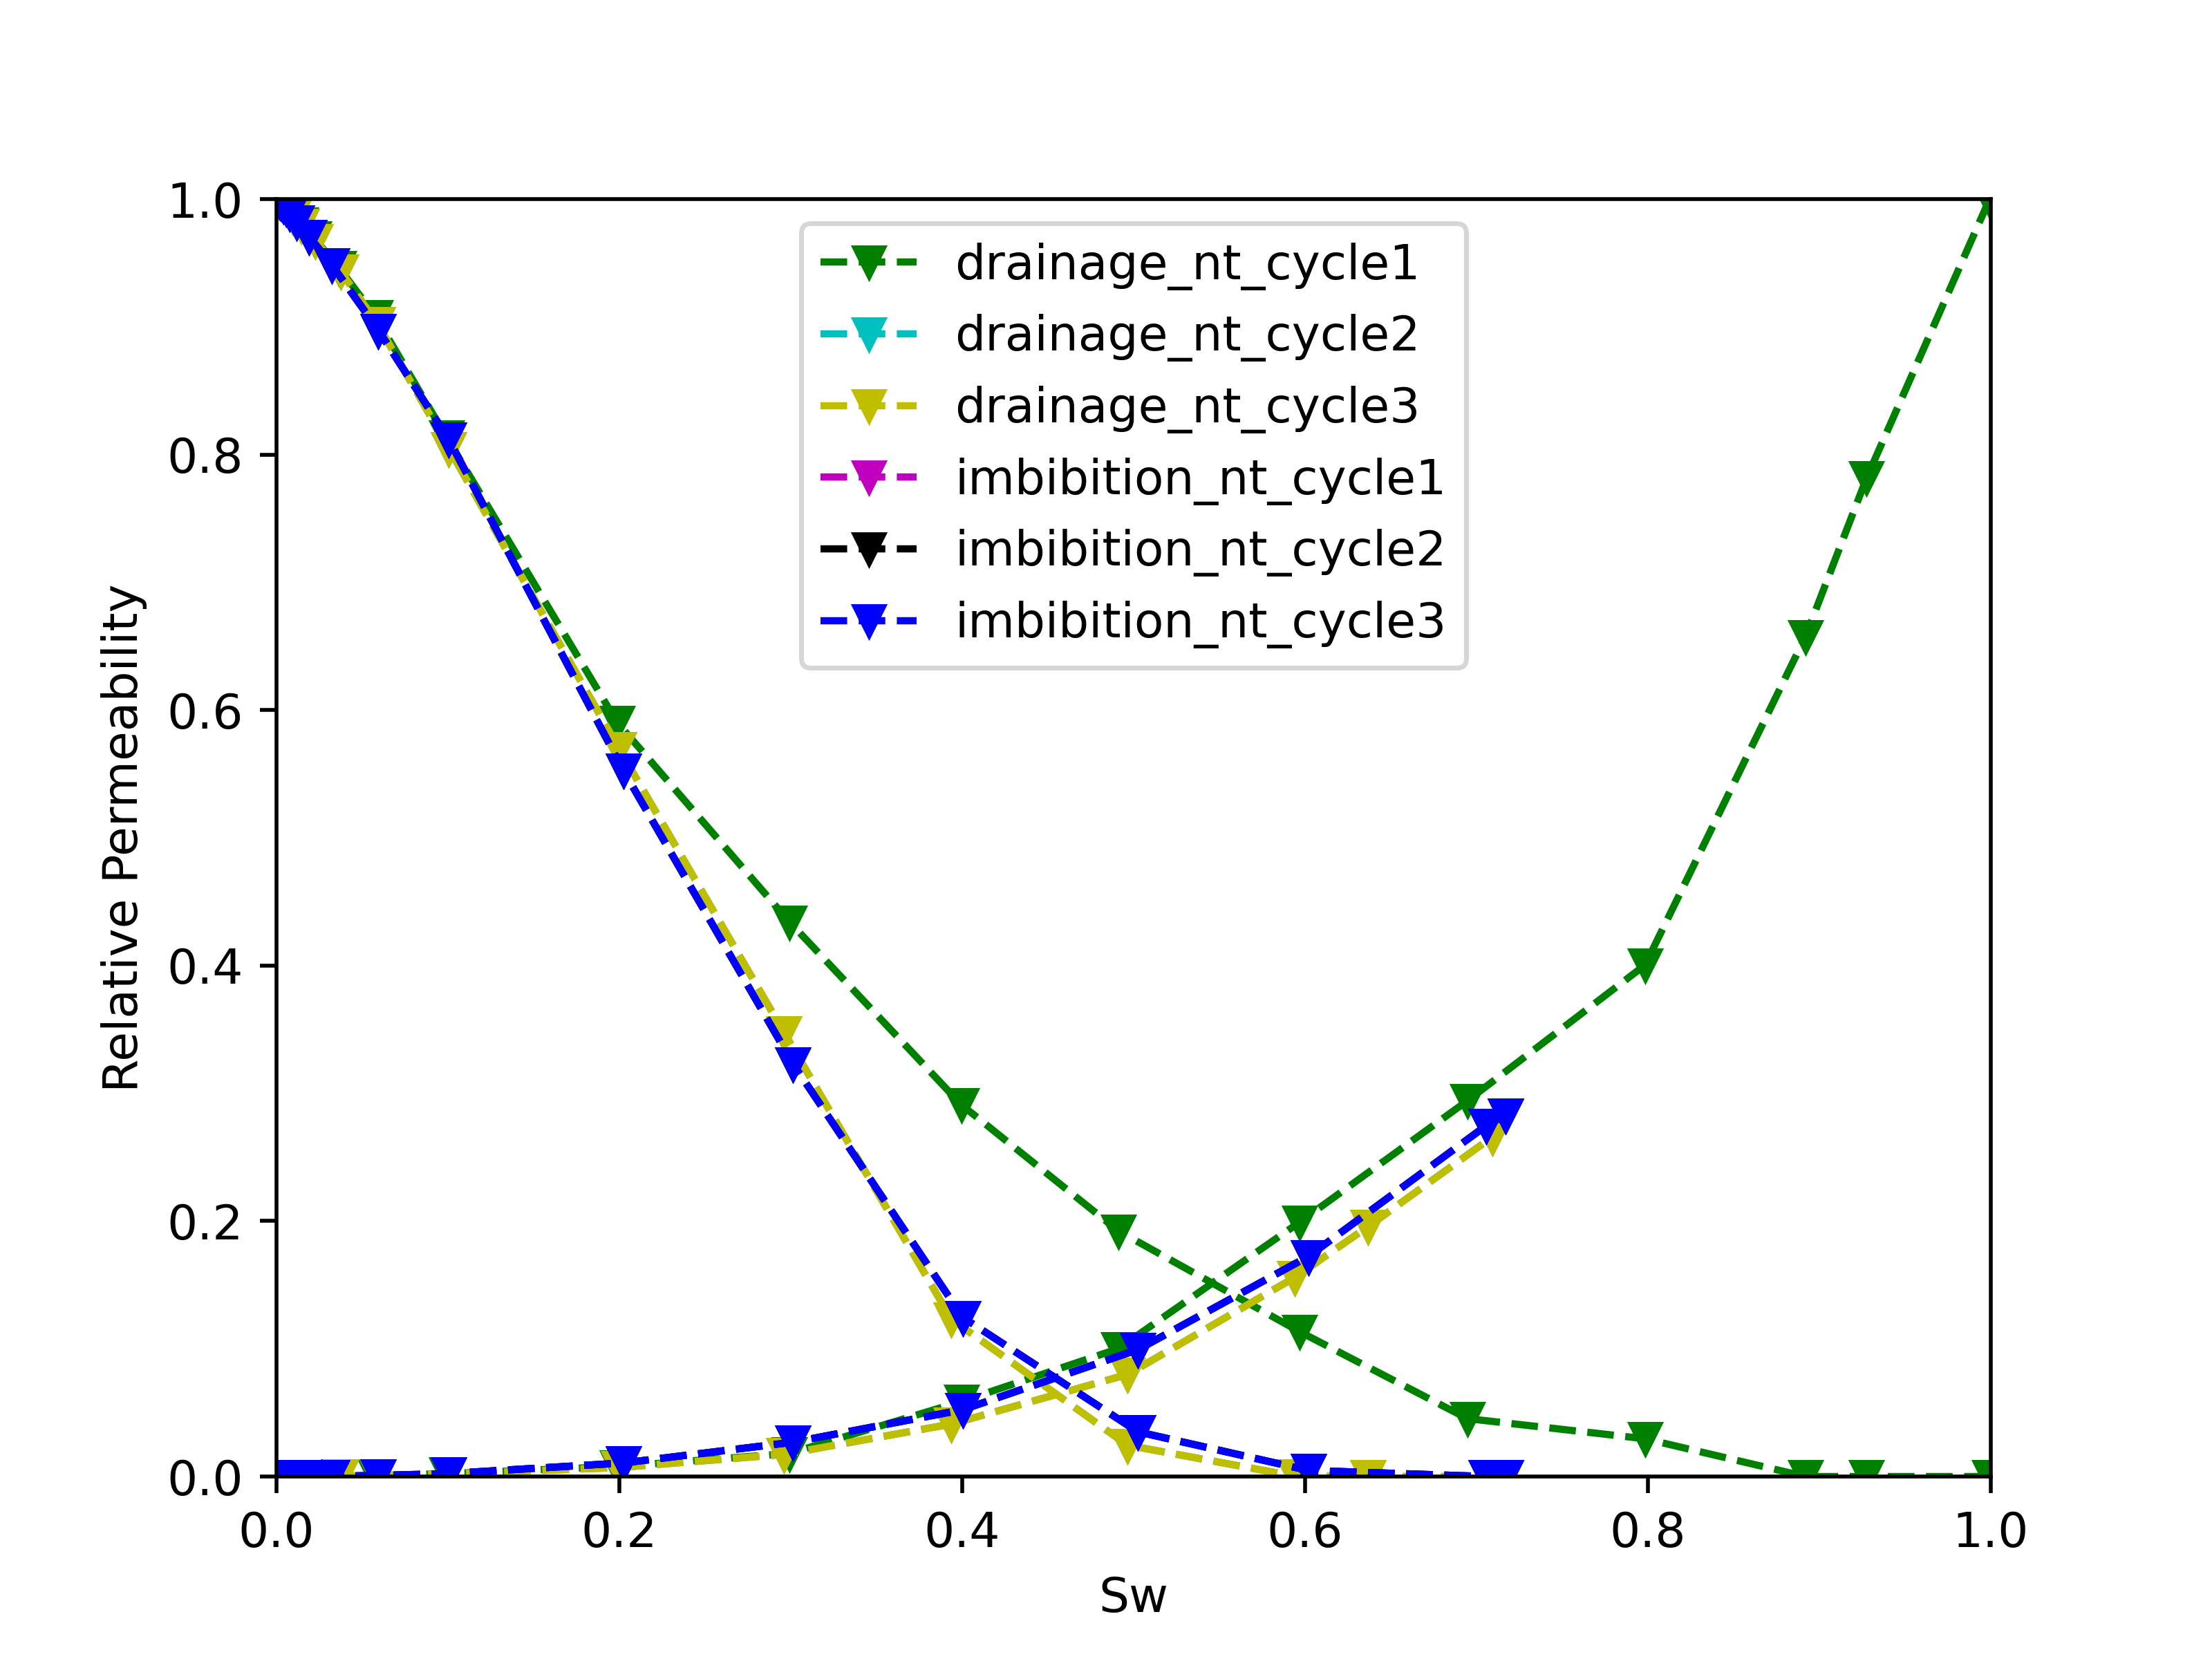 1.0
0.8
0.6
0.4
0.2
0.0
Relative Permeability
drainage_nt_cycle1
drainage_nt_cycle2
drainage_nt_cycle3
imbibition_nt_cycle1
imbibition_nt_cycle2
imbibition_nt_cycle3
0.0 0.2 0.4 0.6 0.8 1.0
Sw